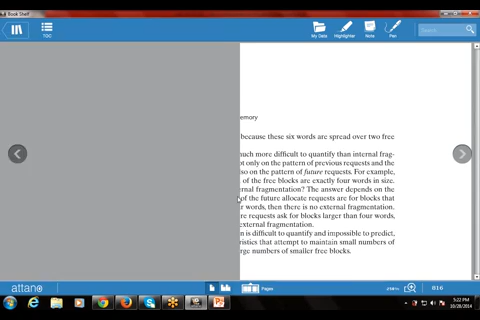 Book Shelf
TOC
My Data
Highlighter
Note
Pen
Search
emory
because these six words are spread over two free
nuch more difficult to quantify than internal frag-
ot only on the pattern of previous requests and the
so on the pattern of future requests. For example,
of the free blocks are exactly four words in size.
rnal fragmentation? The answer depends on the
of the future allocate requests are for blocks that
r words, then there is no external fragmentation.
re requests ask for blocks larger than four words,
external fragmentation.
n is difficult to quantify and impossible to predict,
ristics that attempt to maintain small numbers of
rge numbers of smaller free blocks.
attano
Pages
816
5:22 PM
10/28/2014